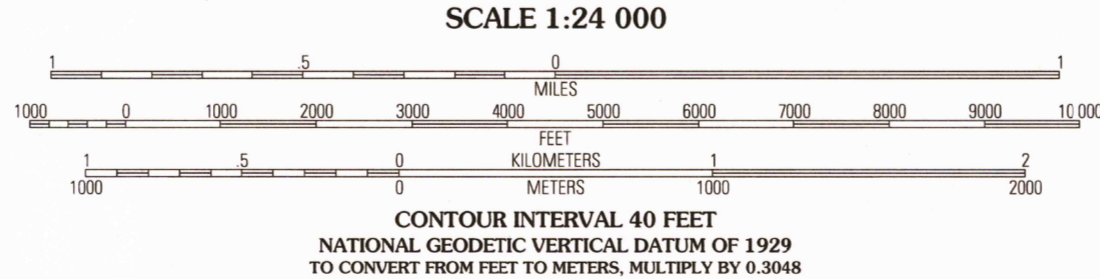 SCALE 1:24 000
1 .5 0 1
MILES
1000 0 1000 2000 3000 4000 5000 6000 7000 8000 9000 10 000
FEET
1 .5 0 KILOMETERS 1 2
1000 0 METERS 1000 2000
CONTOUR INTERVAL 40 FEET
NATIONAL GEODETIC VERTICAL DATUM OF 1929
TO CONVERT FROM FEET TO METERS, MULTIPLY BY 0.3048